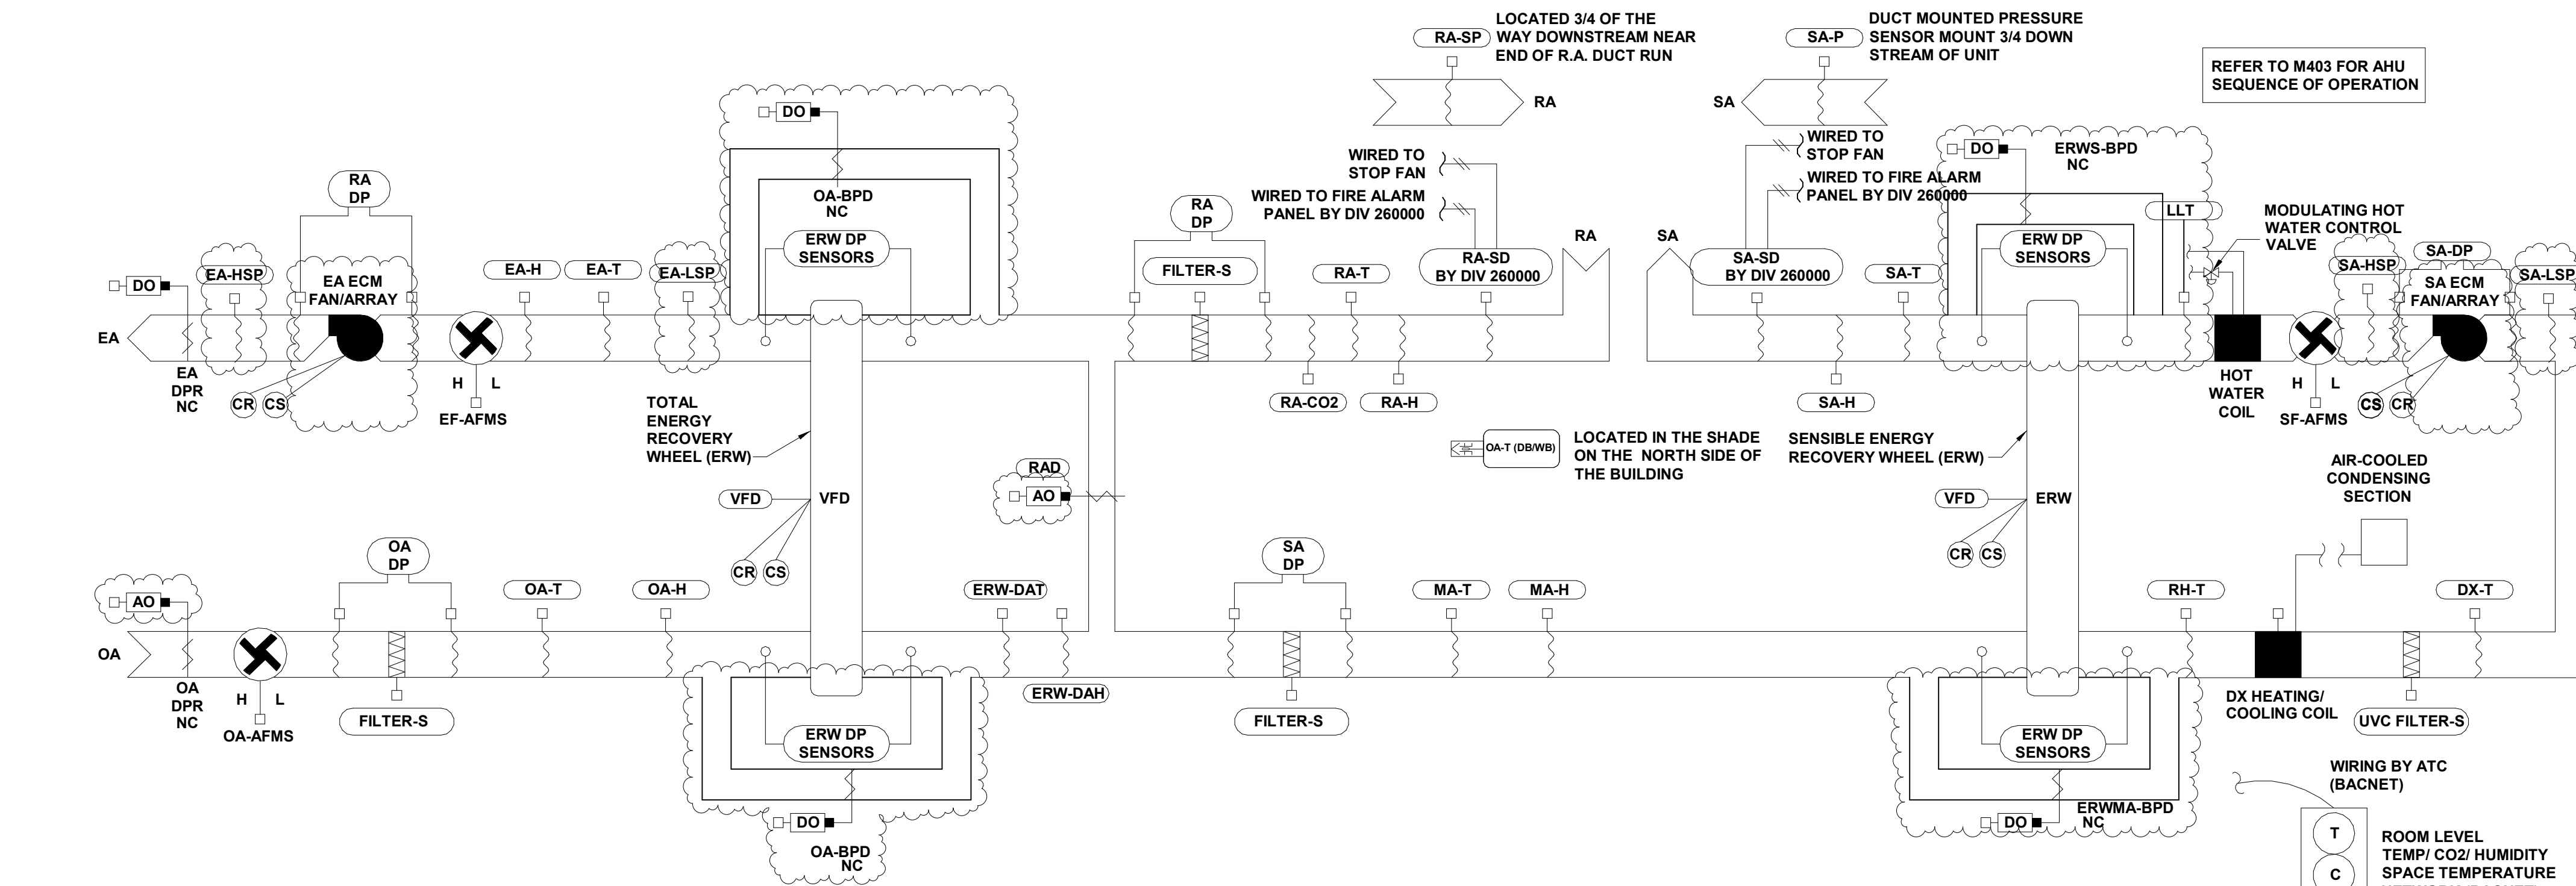 RA-SP
LOCATED 3/4 OF THE
WAY DOWNSTREAM NEAR
END OF R.A. DUCT RUN
SA-P
DUCT MOUNTED PRESSURE
SENSOR MOUNT 3/4 DOWN
STREAM OF UNIT
REFER TO M403 FOR AHU
SEQUENCE OF OPERATION
RA
SA
DO
OA-BPD
NC
ERW DP
SENSORS
RA
DP
DO
EA-HSP
EA ECM
FAN/ARRAY
EA-H
EA-T
EA-LSP
EA
EA
DPR
NC
CR
CS
H
L
EF-AFMS
RA
DP
FILTER-S
WIRED TO
STOP FAN
WIRED TO FIRE ALARM
PANEL BY DIV 260000
RA-T
RA-SD
BY DIV 260000
RA
RA-CO2
RA-H
WIRED TO
STOP FAN
WIRED TO FIRE ALARM
PANEL BY DIV 260000
SA
SA-SD
BY DIV 260000
SA-T
SA-H
DO
ERWS-BPD
NC
LLT
ERW DP
SENSORS
MODULATING HOT
WATER CONTROL
VALVE
SA-HSP
SA-DP
SA ECM
FAN/ARRAY
SA-LSP
HOT
WATER
COIL
H
L
SF-AFMS
CS
CR
TOTAL
ENERGY
RECOVERY
WHEEL (ERW)
VFD
VFD
CR
CS
RAD
AO
OA-T (DB/WB)
LOCATED IN THE SHADE
ON THE NORTH SIDE OF
THE BUILDING
SENSIBLE ENERGY
RECOVERY WHEEL (ERW)
VFD
ERW
CR
CS
AIR-COOLED
CONDENSING
SECTION
AO
OA
OA
DPR
NC
H
L
OA-AFMS
OA
DP
FILTER-S
OA-T
OA-H
ERW-DAT
ERW-DAH
ERW DP
SENSORS
DO
OA-BPD
NC
SA
DP
FILTER-S
MA-T
MA-H
ERW DP
SENSORS
DO
ERWMA-BPD
NC
RH-T
DX-T
DX HEATING/
COOLING COIL
UVC FILTER-S
WIRING BY ATC
(BACNET)
T
C
ROOM LEVEL
TEMP/ CO2/ HUMIDITY
SPACE TEMPERATURE